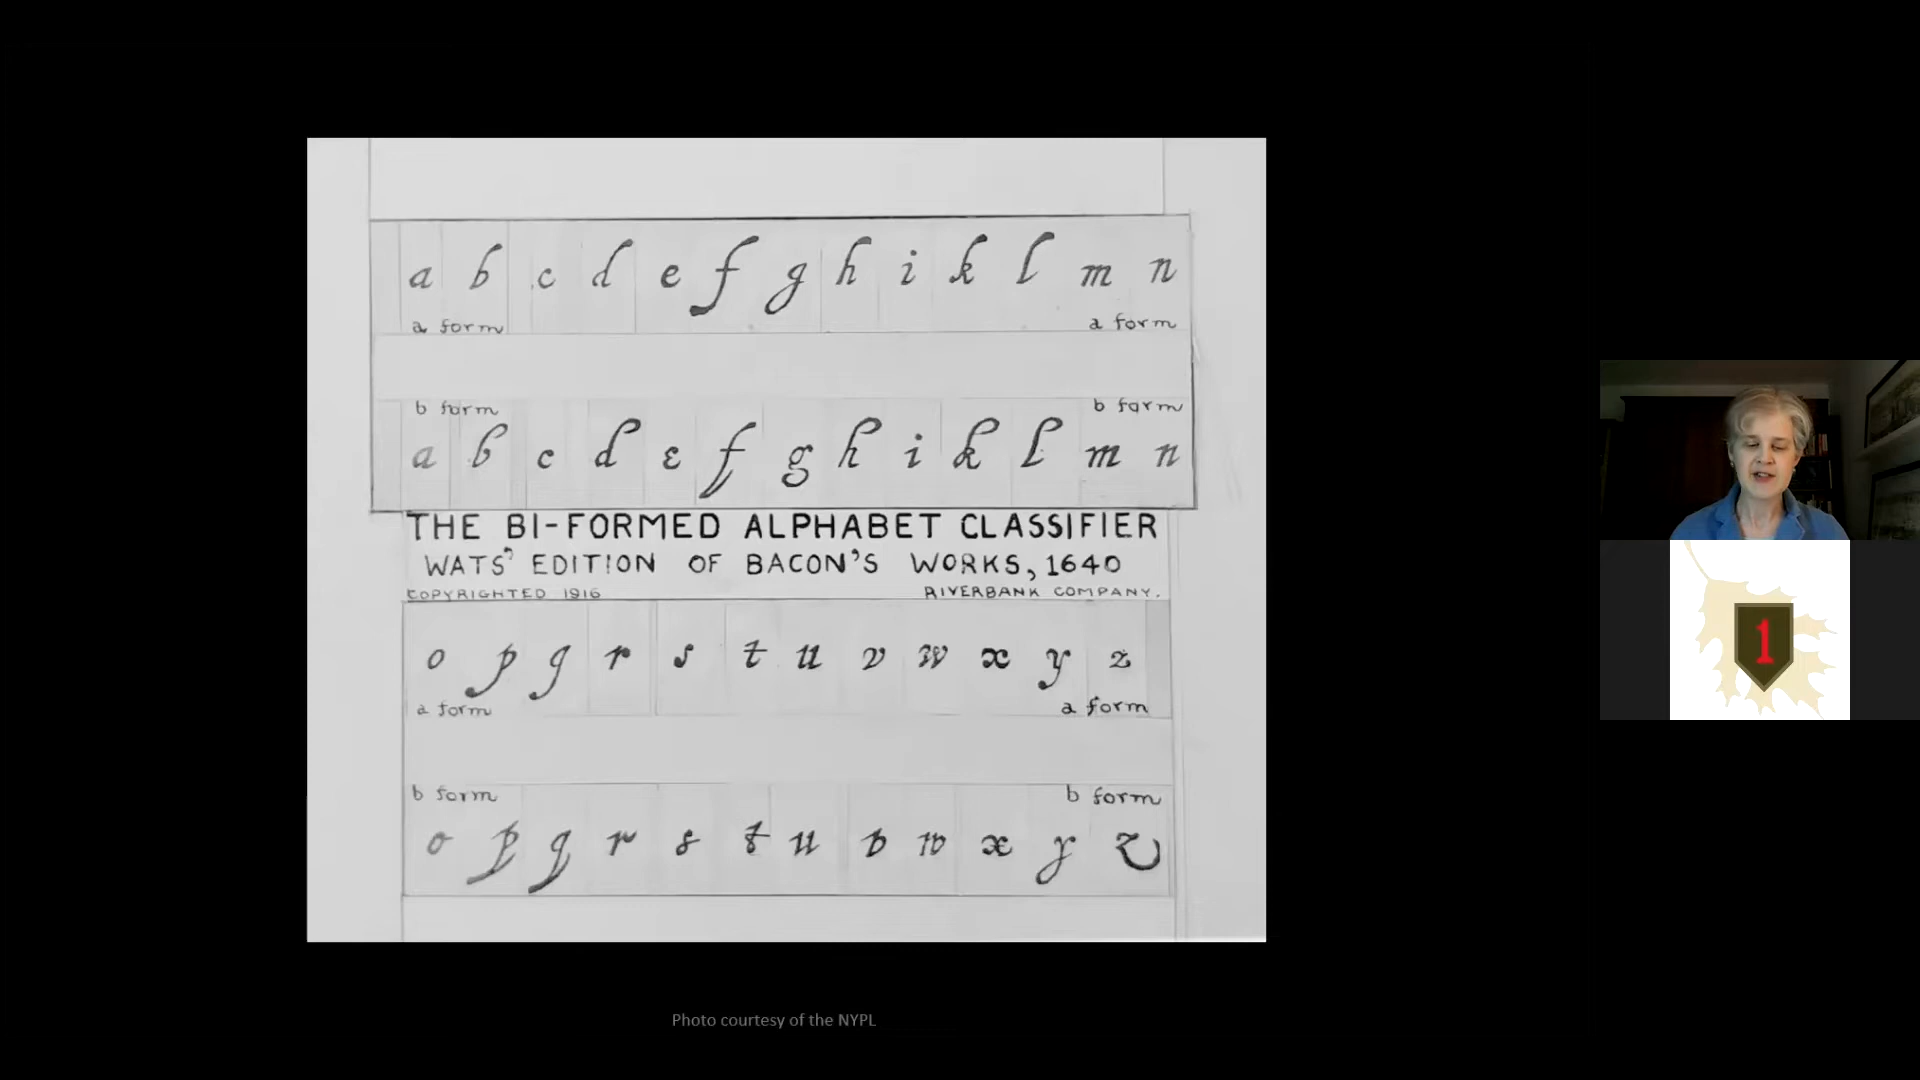 a b c d e f g h i k l m n
a form a form
b form b form
a b c d e f g h i k l m n
THE BI-FORMED ALPHABET CLASSIFIER
WATS' EDITION OF BACON'S WORKS, 1640
COPYRIGHTED 1916 RIVERBANK COMPANY.
o p q r s t u v w x y z
a form a form
b form b form
o p q r s t u v w x y z
Photo courtesy of the NYPL
1